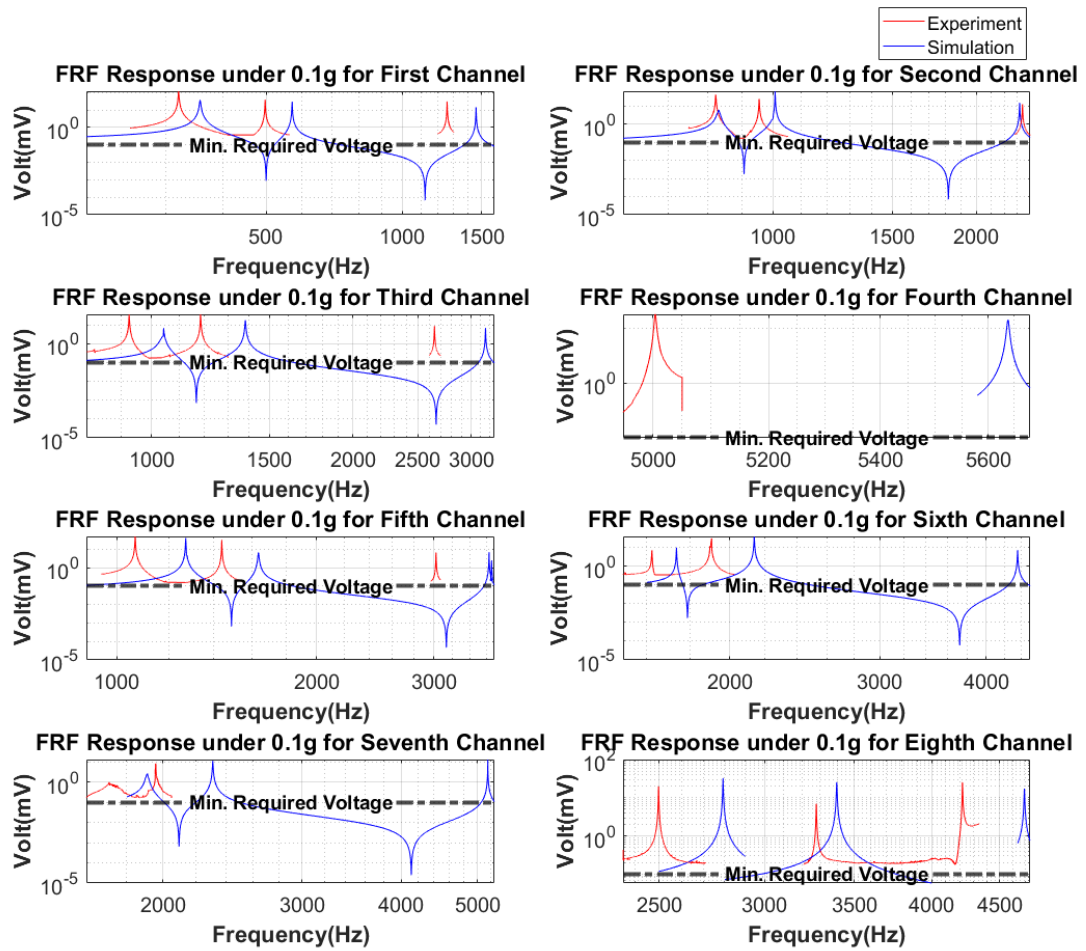 Experiment
Simulation
FRF Response under 0.1g for First Channel
Volt(mV)
10^0
10^-5
Min. Required Voltage
500
1000
1500
Frequency(Hz)
FRF Response under 0.1g for Second Channel
Volt(mV)
10^0
10^-5
Min. Required Voltage
1000
1500
2000
Frequency(Hz)
FRF Response under 0.1g for Third Channel
Volt(mV)
10^0
10^-5
Min. Required Voltage
1000
1500
2000
2500
3000
Frequency(Hz)
FRF Response under 0.1g for Fourth Channel
Volt(mV)
10^0
Min. Required Voltage
5000
5200
5400
5600
Frequency(Hz)
FRF Response under 0.1g for Fifth Channel
Volt(mV)
10^0
10^-5
Min. Required Voltage
1000
2000
3000
Frequency(Hz)
FRF Response under 0.1g for Sixth Channel
Volt(mV)
10^0
10^-5
Min. Required Voltage
2000
3000
4000
Frequency(Hz)
FRF Response under 0.1g for Seventh Channel
Volt(mV)
10^0
10^-5
Min. Required Voltage
2000
3000
4000
5000
Frequency(Hz)
FRF Response under 0.1g for Eighth Channel
Volt(mV)
10^2
10^0
Min. Required Voltage
2500
3000
3500
4000
4500
Frequency(Hz)